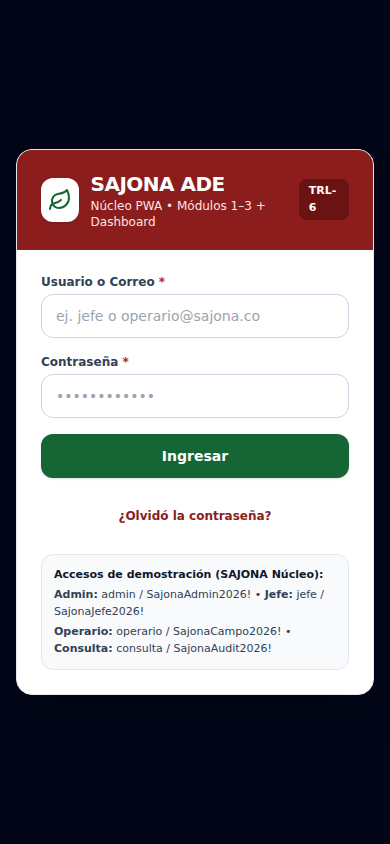 SAJONA ADE
Núcleo PWA • Módulos 1–3 +
Dashboard
TRL-
6
Usuario o Correo *
ej. jefe o operario@sajona.co
Contraseña *
••••••••••••
Ingresar
¿Olvidó la contraseña?
Accesos de demostración (SAJONA Núcleo):
Admin: admin / SajonaAdmin2026! • Jefe: jefe /
SajonaJefe2026!
Operario: operario / SajonaCampo2026! •
Consulta: consulta / SajonaAudit2026!